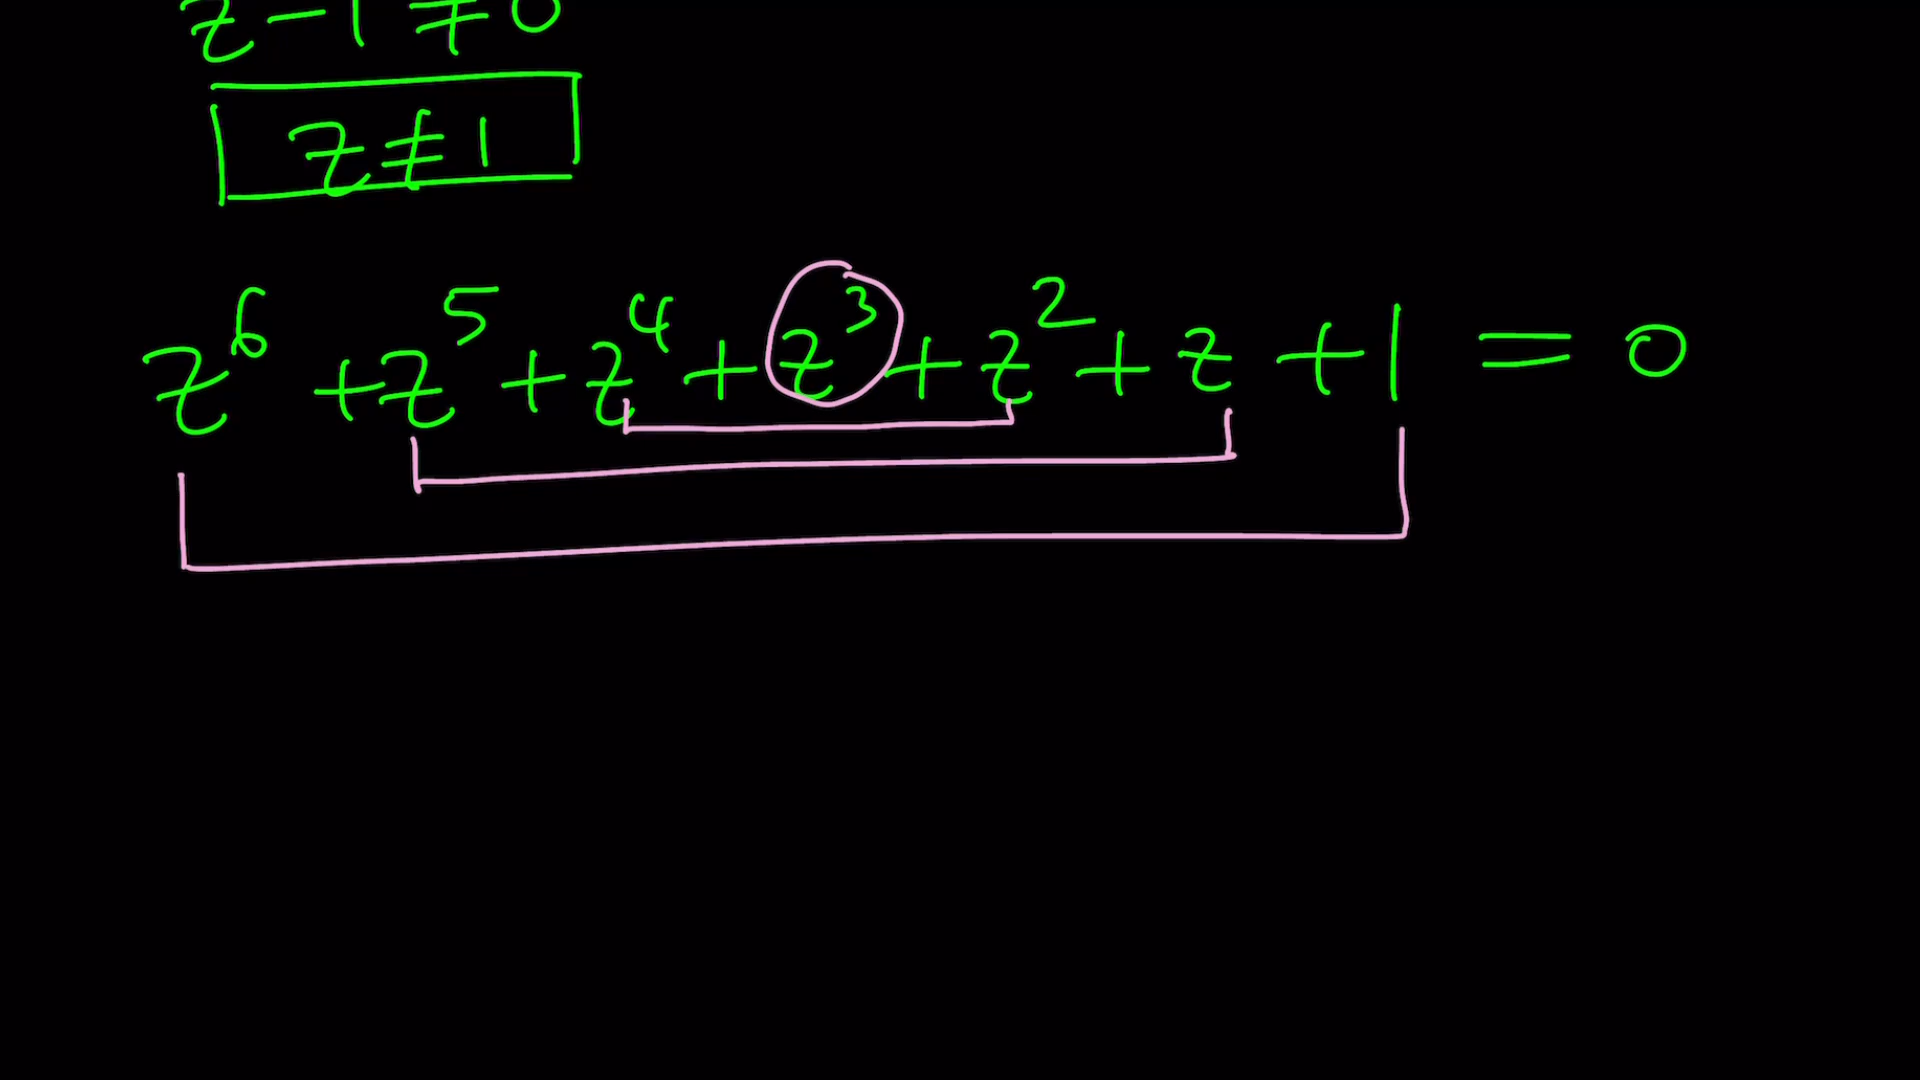 z - 1 ≠ 0
z ≠ 1
z⁶ + z⁵ + z⁴ + z³ + z² + z + 1 = 0